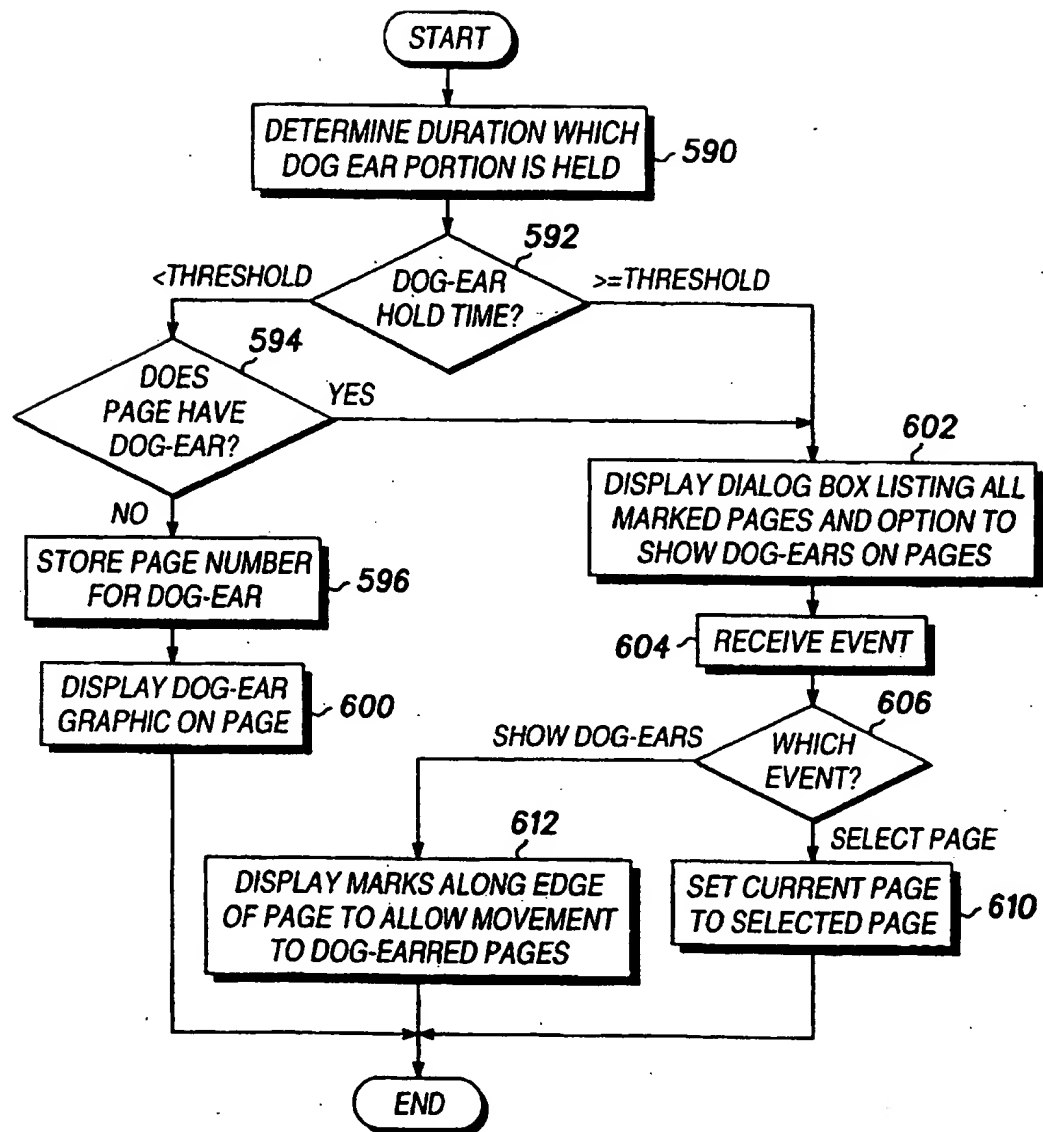 START
DETERMINE DURATION WHICH
DOG EAR PORTION IS HELD
590
592
<THRESHOLD
DOG-EAR
HOLD TIME?
>=THRESHOLD
594
DOES
PAGE HAVE
DOG-EAR?
YES
NO
602
DISPLAY DIALOG BOX LISTING ALL
MARKED PAGES AND OPTION TO
SHOW DOG-EARS ON PAGES
STORE PAGE NUMBER
FOR DOG-EAR
596
604
RECEIVE EVENT
DISPLAY DOG-EAR
GRAPHIC ON PAGE
600
606
SHOW DOG-EARS
WHICH
EVENT?
SELECT PAGE
612
DISPLAY MARKS ALONG EDGE
OF PAGE TO ALLOW MOVEMENT
TO DOG-EARRED PAGES
SET CURRENT PAGE
TO SELECTED PAGE
610
END